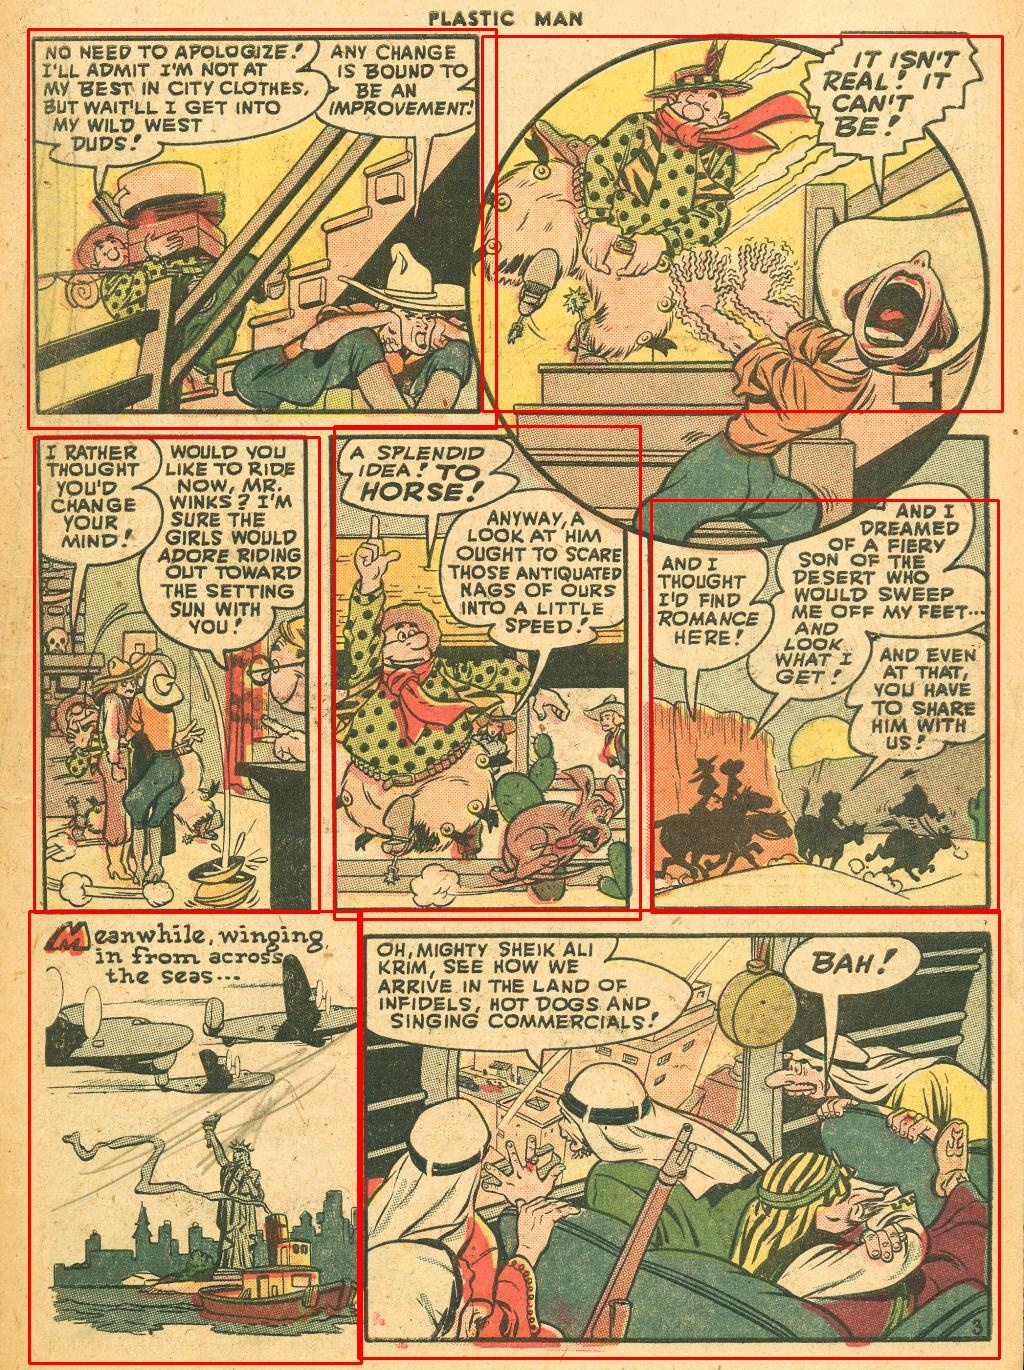 PLASTIC MAN
NO NEED TO APOLOGIZE!
I'LL ADMIT I'M NOT AT
MY BEST IN CITY CLOTHES,
BUT WAIT'LL I GET INTO
MY WILD WEST
DUDS!
ANY CHANGE
IS BOUND TO
BE AN
IMPROVEMENT!
IT ISN'T
REAL! IT
CAN'T
BE!
I RATHER
THOUGHT
YOU'D
CHANGE
YOUR
MIND!
WOULD YOU
LIKE TO RIDE
NOW, MR.
WINKS? I'M
SURE THE
GIRLS WOULD
ADORE RIDING
OUT TOWARD
THE SETTING
SUN WITH
YOU!
A SPLENDID
IDEA! TO
HORSE!
ANYWAY, A
LOOK AT HIM
OUGHT TO SCARE
THOSE ANTIQUATED
NAGS OF OURS
INTO A LITTLE
SPEED!
AND I
THOUGHT
I'D FIND
ROMANCE
HERE!
AND I
DREAMED
OF A FIERY
SON OF THE
DESERT WHO
WOULD SWEEP
ME OFF MY FEET...
AND
LOOK
WHAT I
GET!
AND EVEN
AT THAT,
YOU HAVE
TO SHARE
HIM WITH
US!
Meanwhile, winging
in from across
the seas...
OH, MIGHTY SHEIK ALI
KRIM, SEE HOW WE
ARRIVE IN THE LAND OF
INFIDELS, HOT DOGS AND
SINGING COMMERCIALS!
BAH!
3